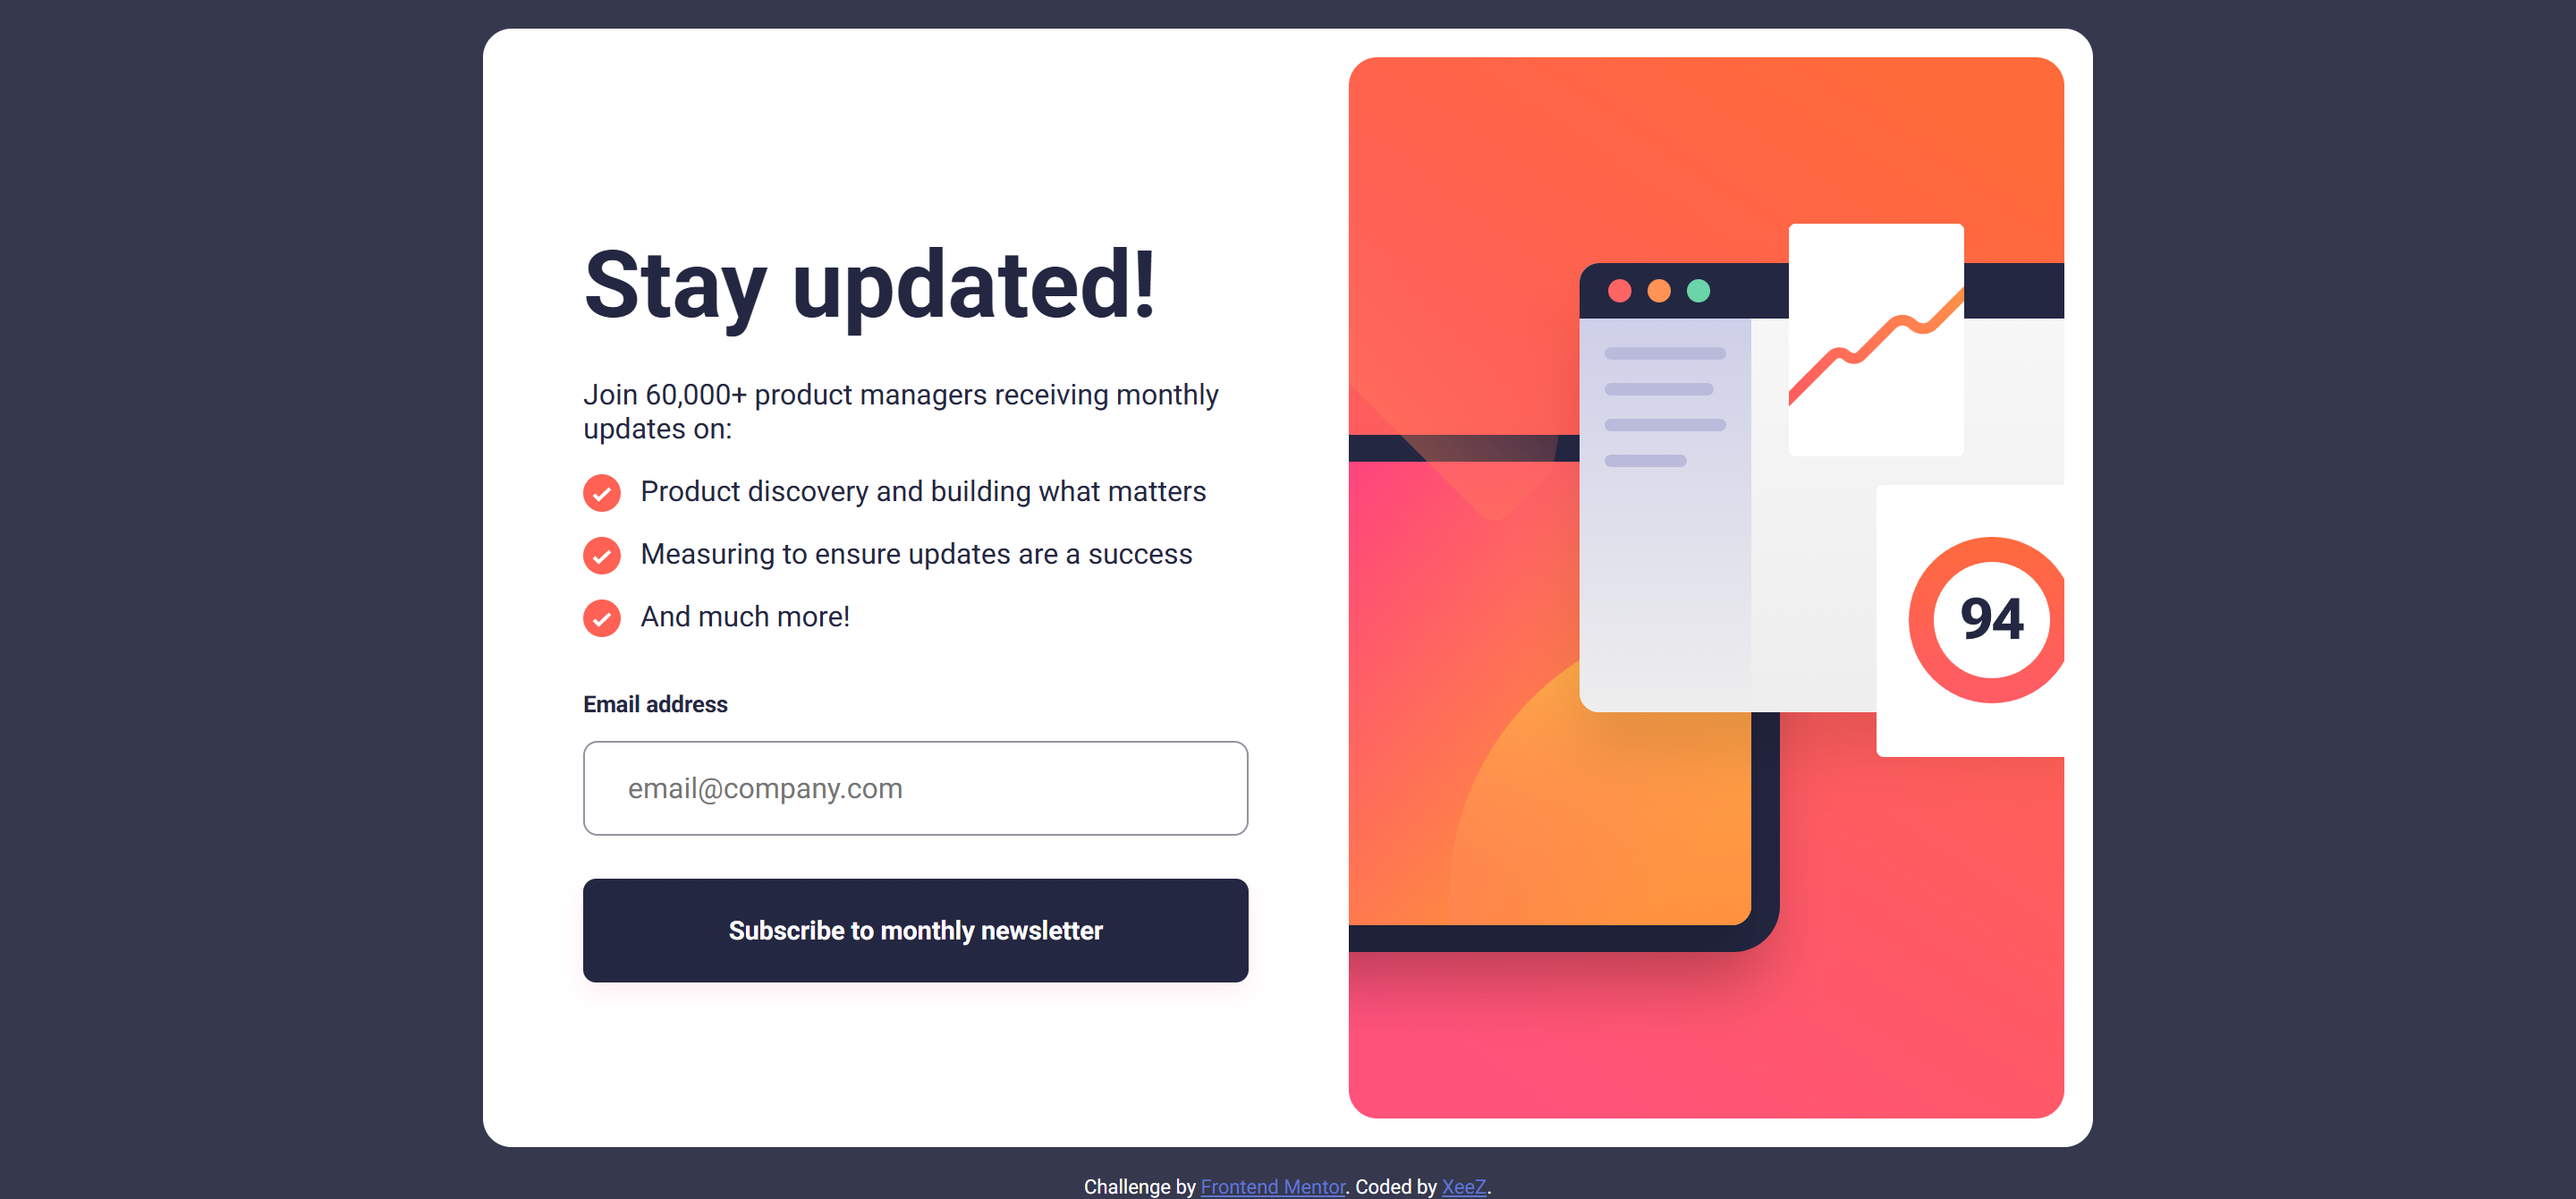 Stay updated!
Join 60,000+ product managers receiving monthly
updates on:
Product discovery and building what matters
Measuring to ensure updates are a success
And much more!
Email address
email@company.com
Subscribe to monthly newsletter
94
Challenge by Frontend Mentor. Coded by XeeZ.